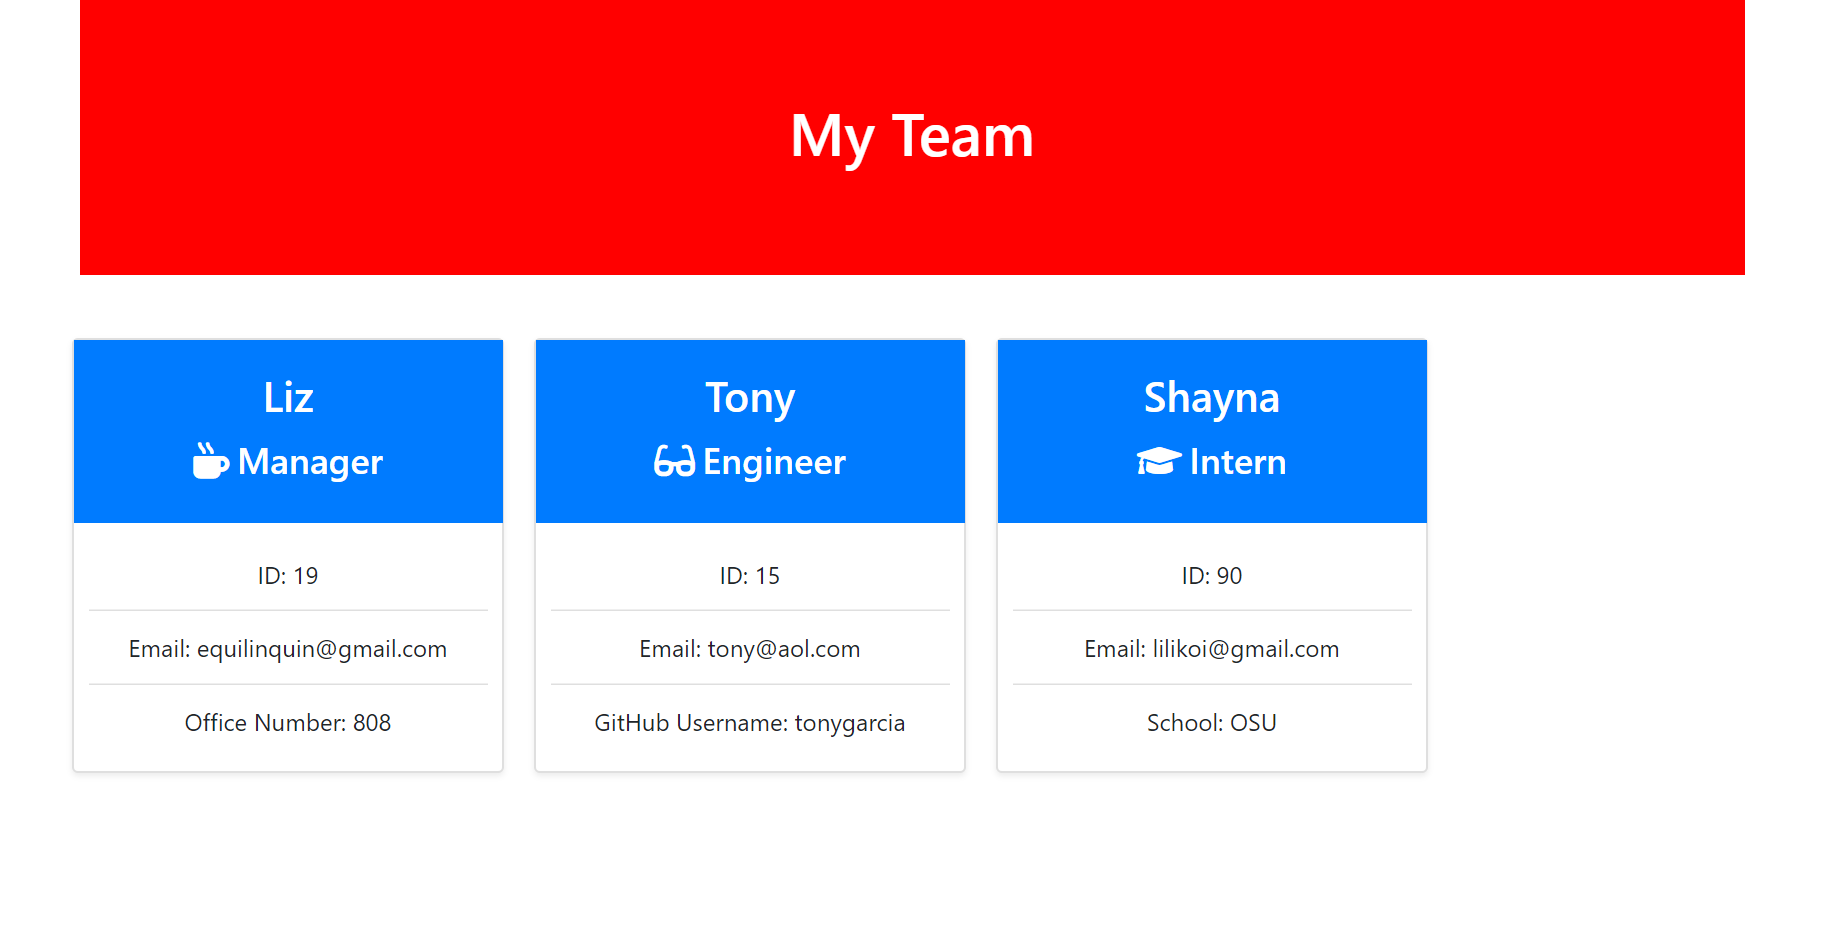 My Team
Liz
Manager
ID: 19
Email: equilinquin@gmail.com
Office Number: 808
Tony
Engineer
ID: 15
Email: tony@aol.com
GitHub Username: tonygarcia
Shayna
Intern
ID: 90
Email: lilikoi@gmail.com
School: OSU